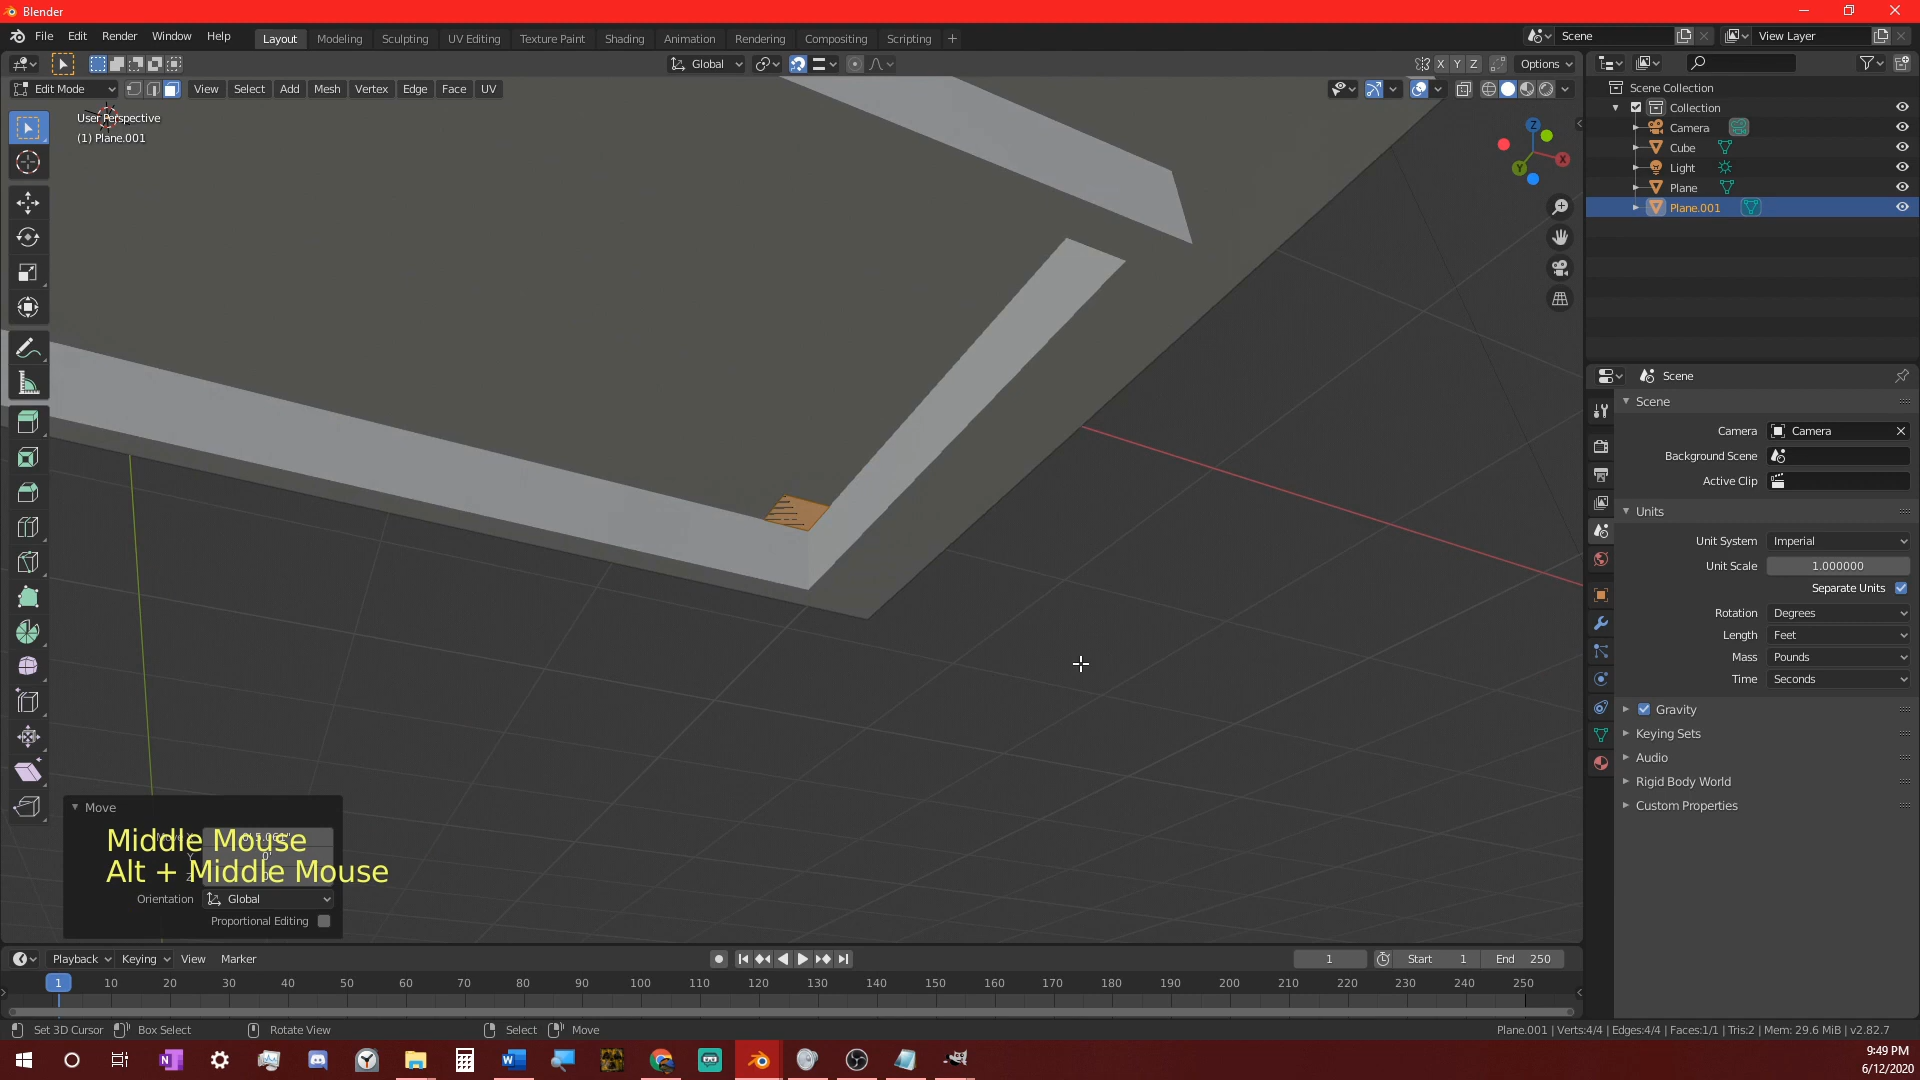 Blender
File Edit Render Window Help
Layout Modeling Sculpting UV Editing Texture Paint Shading Animation Rendering Compositing Scripting +
Scene
View Layer
Global
X Y Z
Options
Edit Mode
View Select Add Mesh Vertex Edge Face UV
User Perspective
(1) Plane.001
Z
X
Y
Scene Collection
Collection
Camera
Cube
Light
Plane
Plane.001
Scene
Scene
Camera Camera
Background Scene
Active Clip
Units
Unit System Imperial
Unit Scale 1.000000
Separate Units
Rotation Degrees
Length Feet
Mass Pounds
Time Seconds
Gravity
Keying Sets
Audio
Rigid Body World
Custom Properties
Move
Middle Mouse
Alt + Middle Mouse
Orientation Global
Proportional Editing
Playback Keying View Marker
1 Start 1 End 250
1 10 20 30 40 50 60 70 80 90 100 110 120 130 140 150 160 170 180 190 200 210 220 230 240 250
Set 3D Cursor Box Select Rotate View Select Move
Plane.001 | Verts:4/4 | Edges:4/4 | Faces:1/1 | Tris:2 | Mem: 29.6 MiB | v2.82.7
9:49 PM
6/12/2020